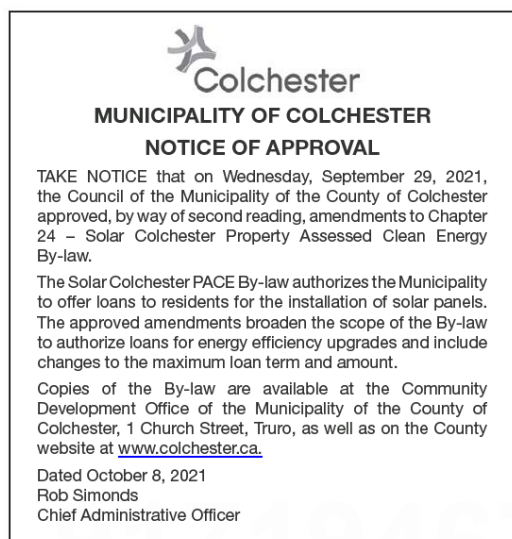 Colchester
MUNICIPALITY OF COLCHESTER
NOTICE OF APPROVAL
TAKE NOTICE that on Wednesday, September 29, 2021,
the Council of the Municipality of the County of Colchester
approved, by way of second reading, amendments to Chapter
24 – Solar Colchester Property Assessed Clean Energy
By-law.
The Solar Colchester PACE By-law authorizes the Municipality
to offer loans to residents for the installation of solar panels.
The approved amendments broaden the scope of the By-law
to authorize loans for energy efficiency upgrades and include
changes to the maximum loan term and amount.
Copies of the By-law are available at the Community
Development Office of the Municipality of the County of
Colchester, 1 Church Street, Truro, as well as on the County
website at www.colchester.ca.
Dated October 8, 2021
Rob Simonds
Chief Administrative Officer